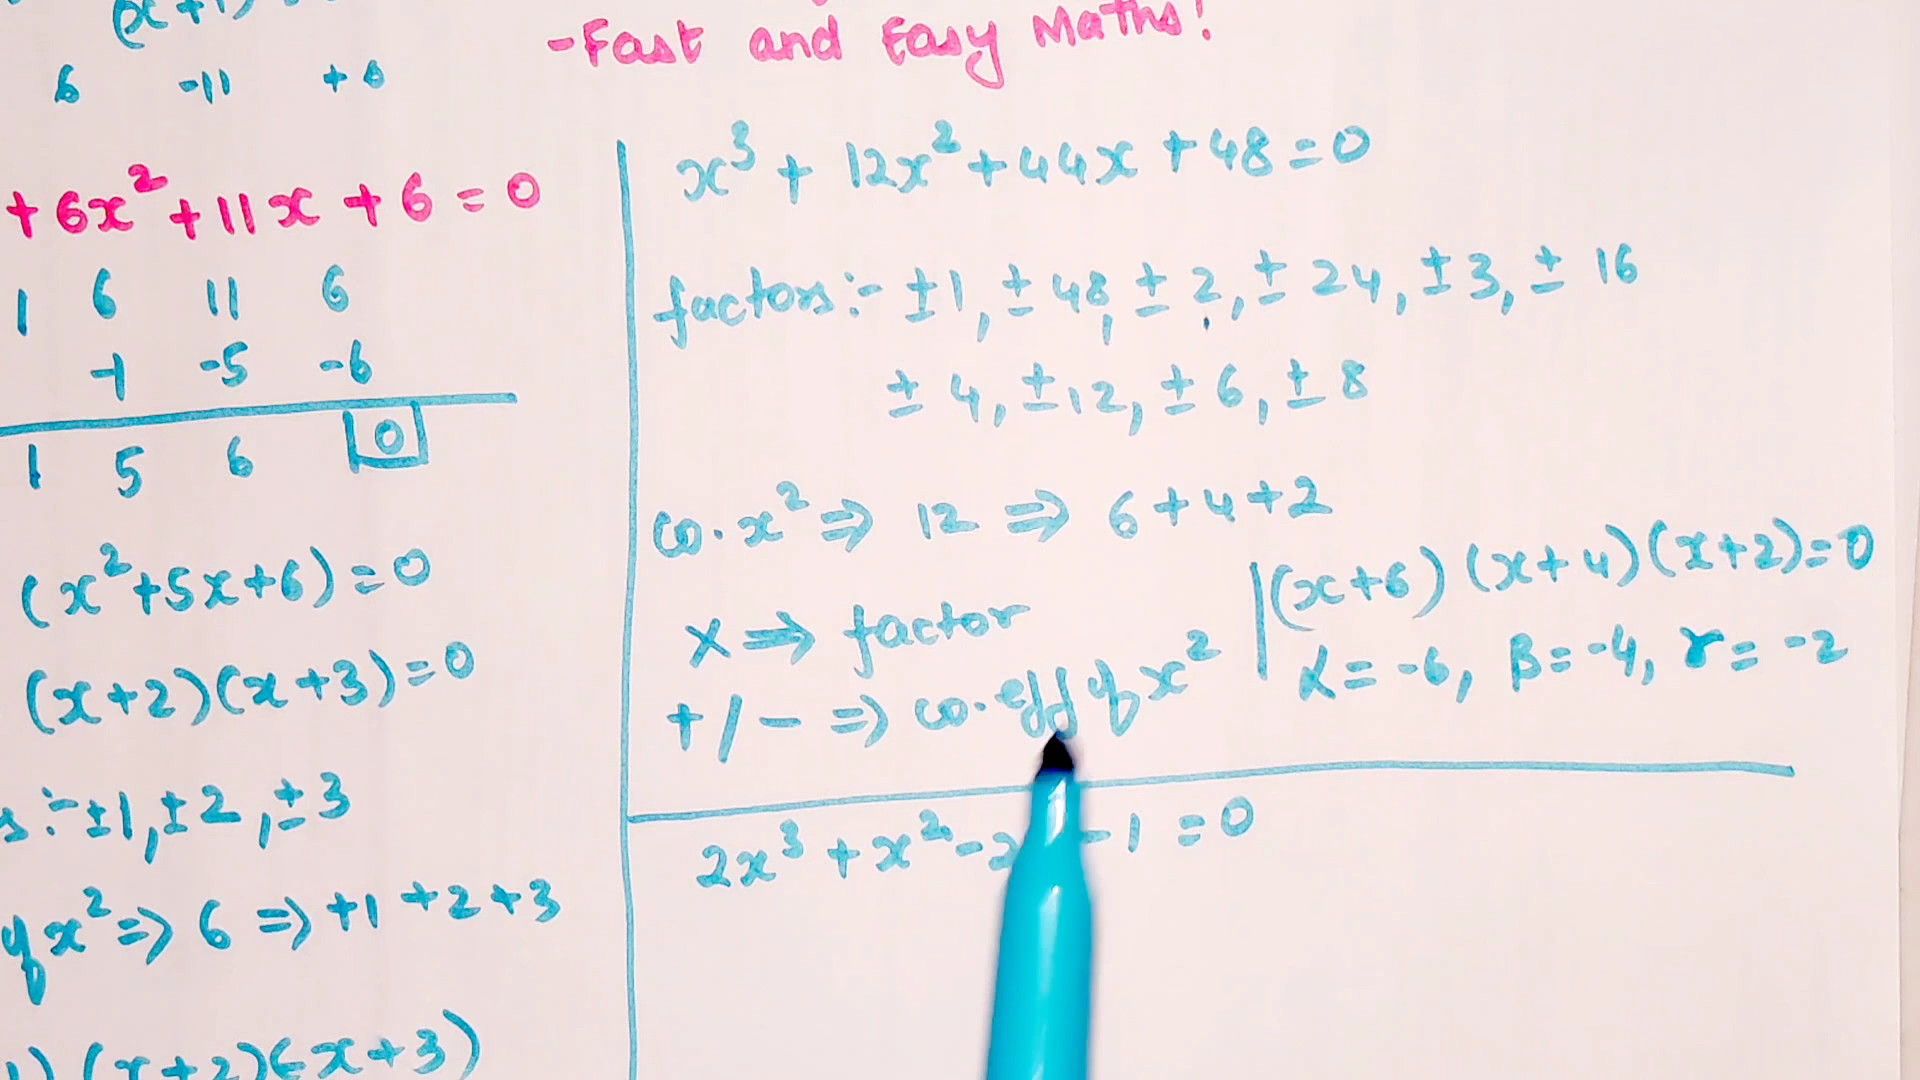 (x+1)
6 -11 +6
-Fast and Easy Maths!
+6x²+11x+6=0
1 6 11 6
-1 -5 -6
1 5 6 0
(x²+5x+6)=0
(x+2)(x+3)=0
s:- ±1, ±2, ±3
x² ⇒ 6 ⇒ +1+2+3
1)(x+2)(x+3)
x³+12x²+44x+48=0
factors:- ±1, ±48, ±2, ±24, ±3, ±16
±4, ±12, ±6, ±8
co.x² ⇒ 12 ⇒ 6+4+2
x ⇒ factor
+/- ⇒ co.eff of x²
(x+6)(x+4)(x+2)=0
α=-6, β=-4, γ=-2
2x³+x²-2 -1=0